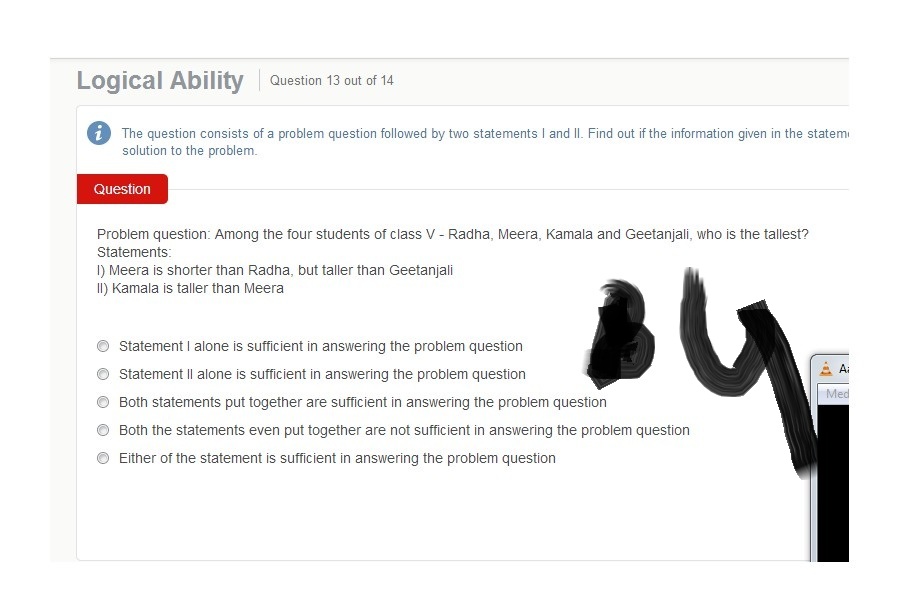 Logical Ability Question 13 out of 14
The question consists of a problem question followed by two statements I and II. Find out if the information given in the
solution to the problem.
Question
Problem question: Among the four students of class V - Radha, Meera, Kamala and Geetanjali, who is the tallest?
Statements:
I) Meera is shorter than Radha, but taller than Geetanjali
II) Kamala is taller than Meera
Statement I alone is sufficient in answering the problem question
Statement II alone is sufficient in answering the problem question
Both statements put together are sufficient in answering the problem question
Both the statements even put together are not sufficient in answering the problem question
Either of the statement is sufficient in answering the problem question